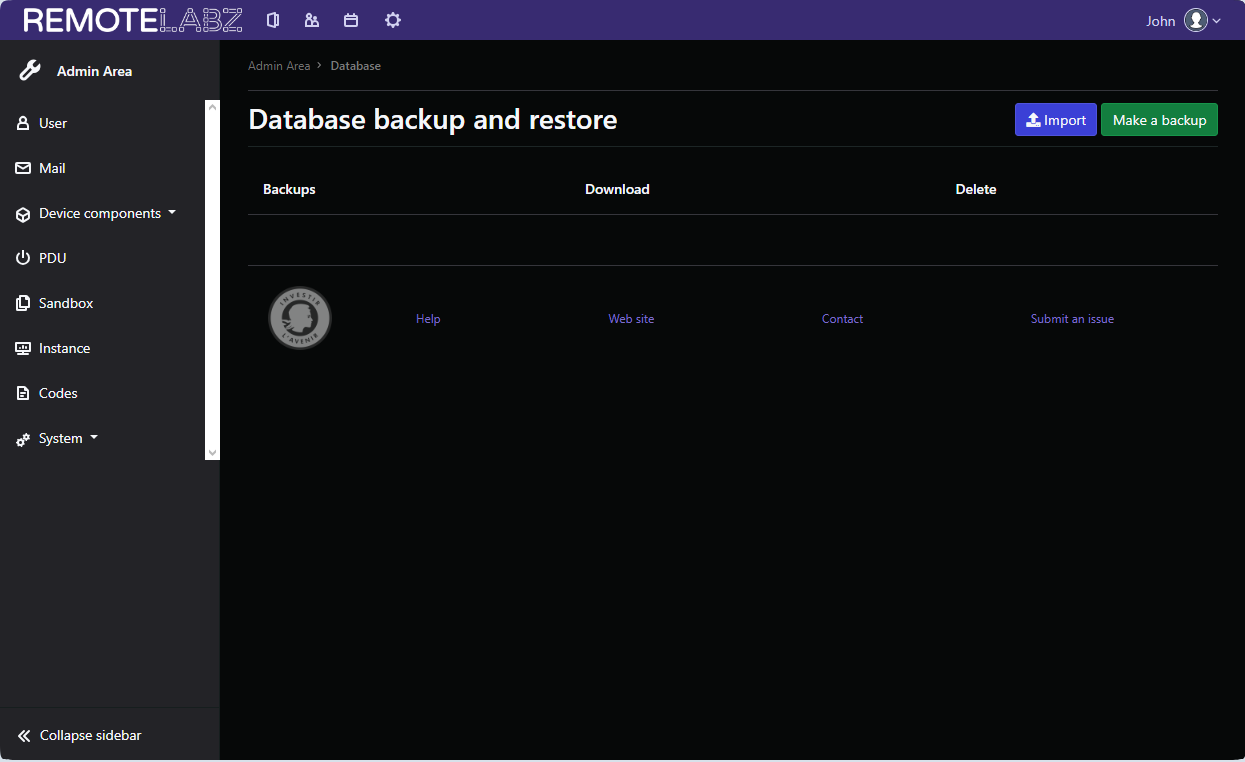 REMOTELABZ
John
Admin Area
User
Mail
Device components
PDU
Sandbox
Instance
Codes
System
Collapse sidebar
Admin Area › Database
Database backup and restore
Import
Make a backup
Backups Download Delete
INVESTIR
L'AVENIR
Help Web site Contact Submit an issue